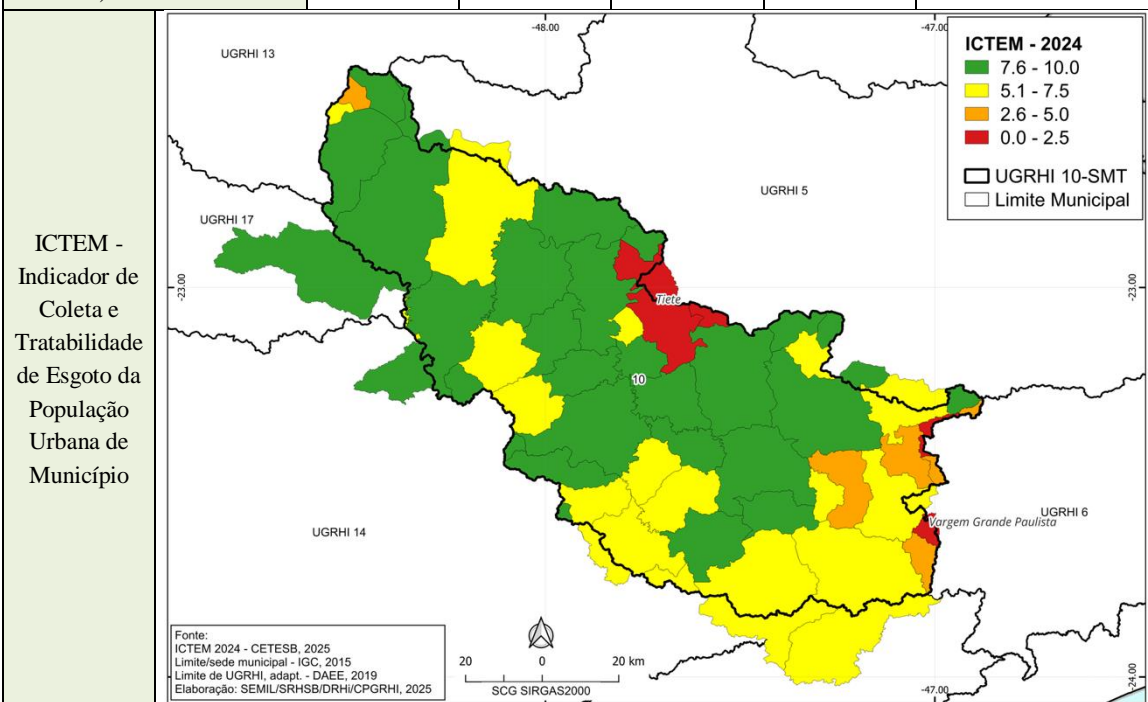 ICTEM -
Indicador de
Coleta e
Tratabilidade
de Esgoto da
População
Urbana de
Município
-48.00
-47.00
UGRHI 13
ICTEM - 2024
7.6 - 10.0
5.1 - 7.5
2.6 - 5.0
0.0 - 2.5
UGRHI 10-SMT
Limite Municipal
UGRHI 5
UGRHI 17
-23.00
-23.00
Tiete
10
UGRHI 14
Vargem Grande Paulista
UGRHI 6
Fonte:
ICTEM 2024 - CETESB, 2025
Limite/sede municipal - IGC, 2015
Limite de UGRHI, adapt. - DAEE, 2019
Elaboração: SEMIL/SRHSB/DRHi/CPGRHI, 2025
20 0 20 km
SCG SIRGAS2000
-47.00
-24.00